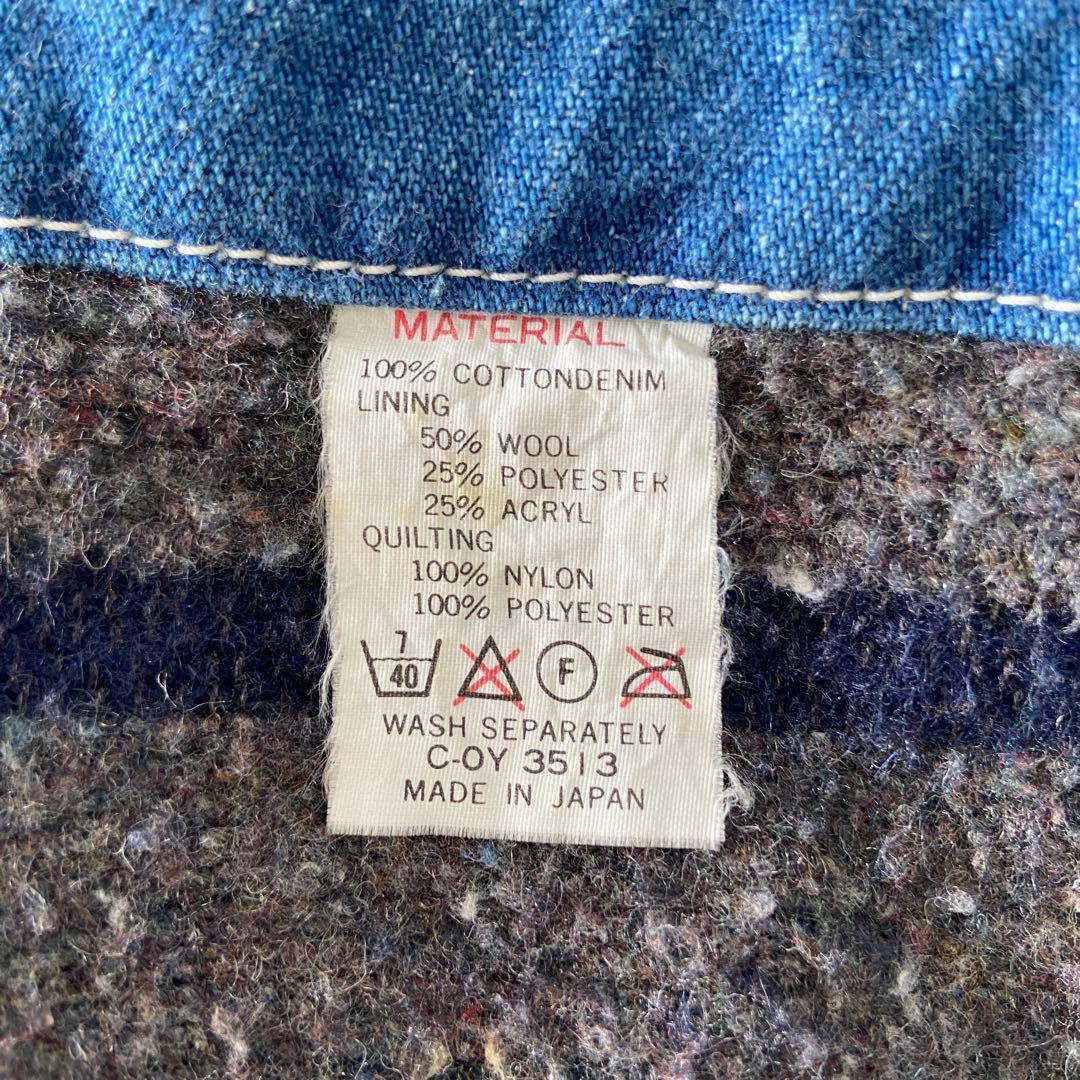 MATERIAL
100% COTTONDENIM
LINING
50% WOOL
25% POLYESTER
25% ACRYL
QUILTING
100% NYLON
100% POLYESTER
7
40
F
WASH SEPARATELY
C-OY 3513
MADE IN JAPAN